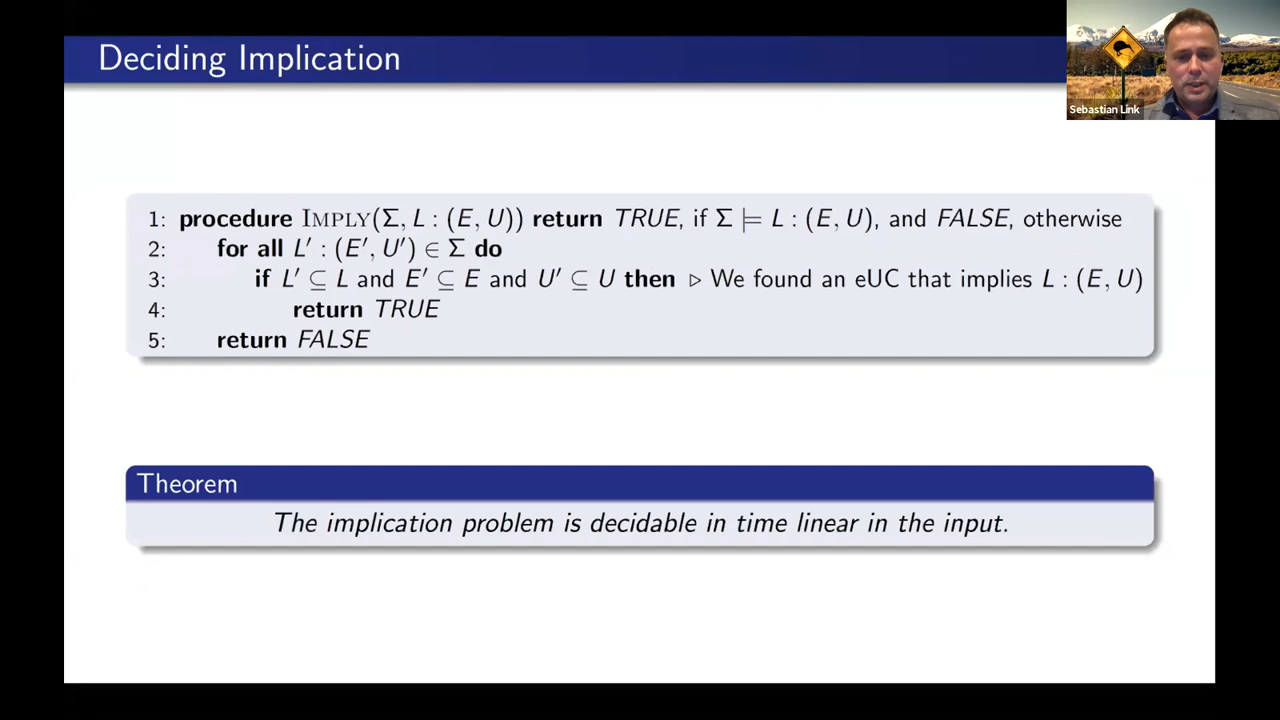 Deciding Implication
Sebastian Link
1: procedure IMPLY(Σ, L : (E, U)) return TRUE, if Σ ⊨ L : (E, U), and FALSE, otherwise
2: for all L′ : (E′, U′) ∈ Σ do
3: if L′ ⊆ L and E′ ⊆ E and U′ ⊆ U then ▷ We found an eUC that implies L : (E, U)
4: return TRUE
5: return FALSE
Theorem
The implication problem is decidable in time linear in the input.